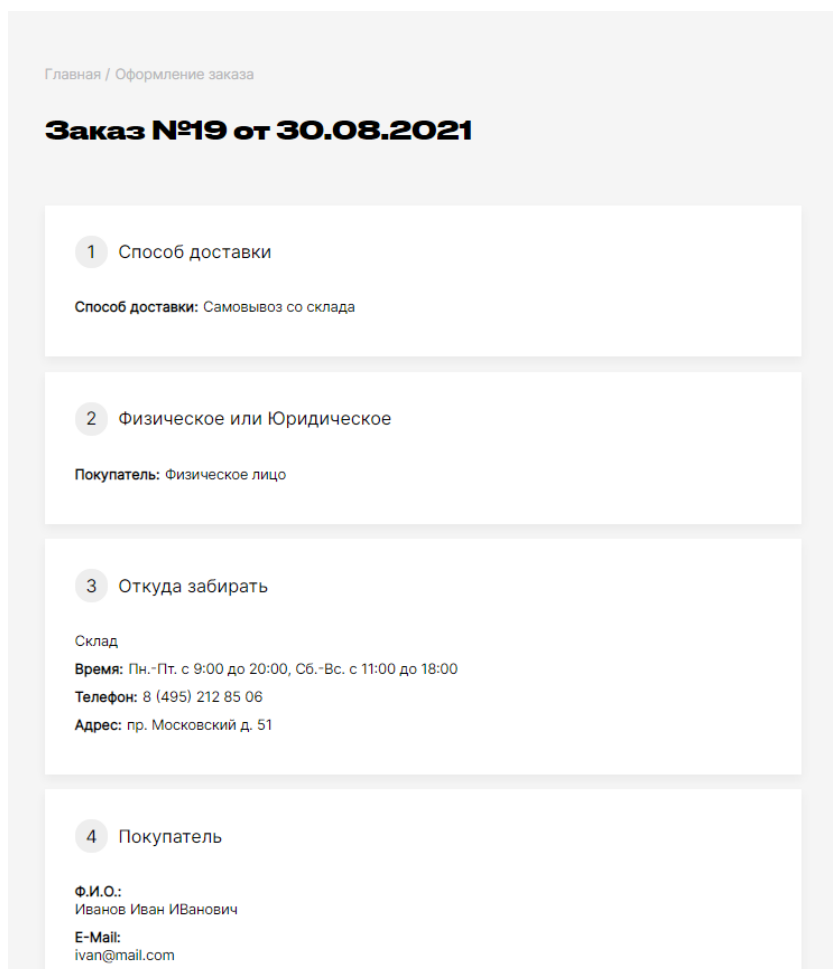 Главная / Оформление заказа
Заказ №19 от 30.08.2021
1 Способ доставки
Способ доставки: Самовывоз со склада
2 Физическое или Юридическое
Покупатель: Физическое лицо
3 Откуда забирать
Склад
Время: Пн.-Пт. с 9:00 до 20:00, Сб.-Вс. с 11:00 до 18:00
Телефон: 8 (495) 212 85 06
Адрес: пр. Московский д. 51
4 Покупатель
Ф.И.О.:
Иванов Иван ИВанович
E-Mail:
ivan@mail.com